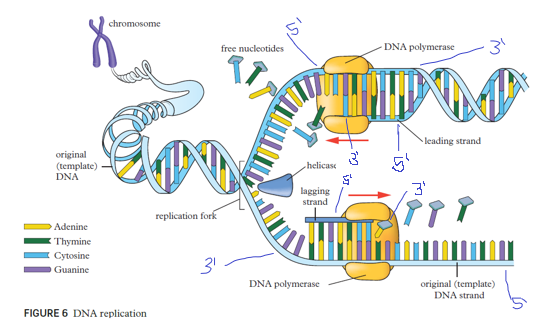 chromosome
5'
free nucleotides
DNA polymerase
3'
original
(template)
DNA
leading strand
3'
5'
helicase
5'
lagging
strand
3'
replication fork
Adenine
Thymine
Cytosine
Guanine
3'
DNA polymerase
original (template)
DNA strand
5'
FIGURE 6 DNA replication